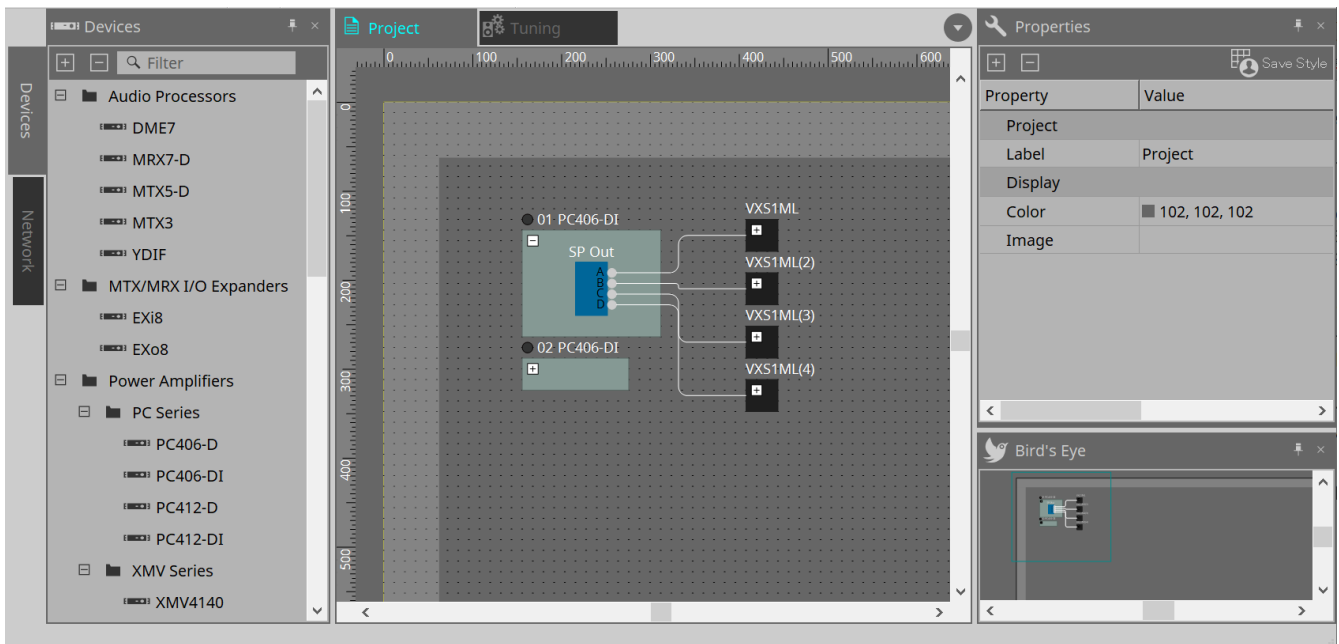 Devices
Filter
Audio Processors
DME7
MRX7-D
MTX5-D
MTX3
YDIF
MTX/MRX I/O Expanders
EXi8
EXo8
Power Amplifiers
PC Series
PC406-D
PC406-DI
PC412-D
PC412-DI
XMV Series
XMV4140
Devices
Network
Project
Tuning
0 100 200 300 400 500 600
0
100
200
300
400
500
01 PC406-DI
SP Out
A
B
C
D
02 PC406-DI
VXS1ML
VXS1ML(2)
VXS1ML(3)
VXS1ML(4)
Properties
Save Style
Property Value
Project
Label Project
Display
Color 102, 102, 102
Image
Bird's Eye